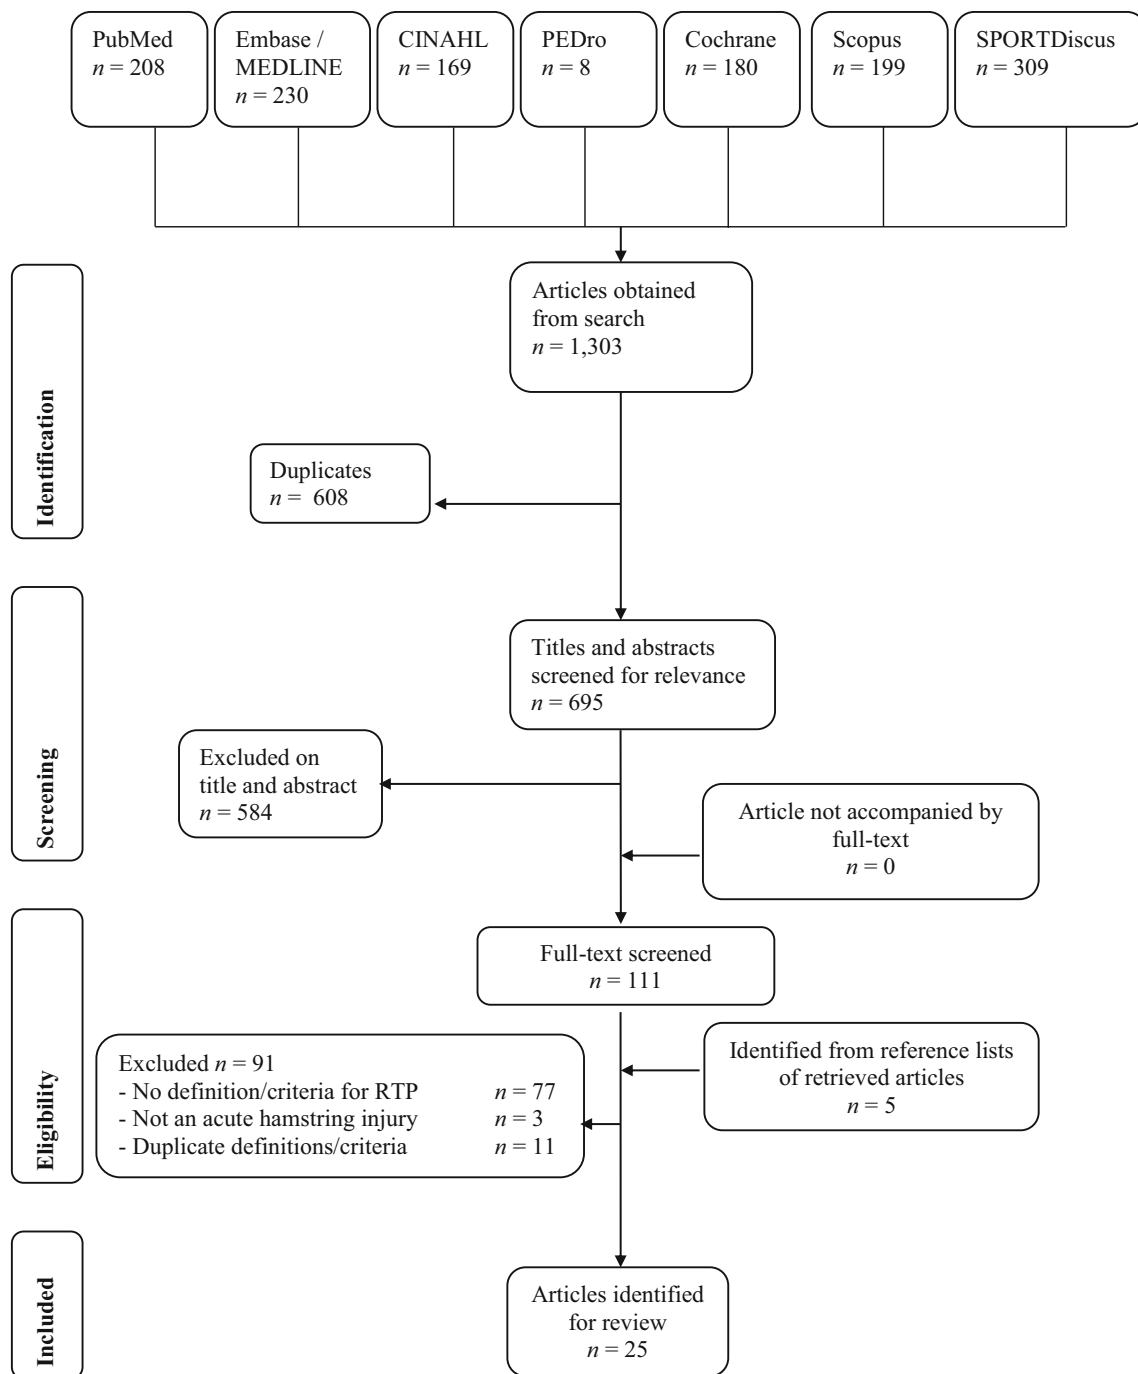 PubMed
n = 208
Embase /
MEDLINE
n = 230
CINAHL
n = 169
PEDro
n = 8
Cochrane
n = 180
Scopus
n = 199
SPORTDiscus
n = 309
Identification
Articles obtained
from search
n = 1,303
Duplicates
n = 608
Screening
Titles and abstracts
screened for relevance
n = 695
Excluded on
title and abstract
n = 584
Article not accompanied by
full-text
n = 0
Eligibility
Full-text screened
n = 111
Excluded n = 91
- No definition/criteria for RTP n = 77
- Not an acute hamstring injury n = 3
- Duplicate definitions/criteria n = 11
Identified from reference lists
of retrieved articles
n = 5
Included
Articles identified
for review
n = 25